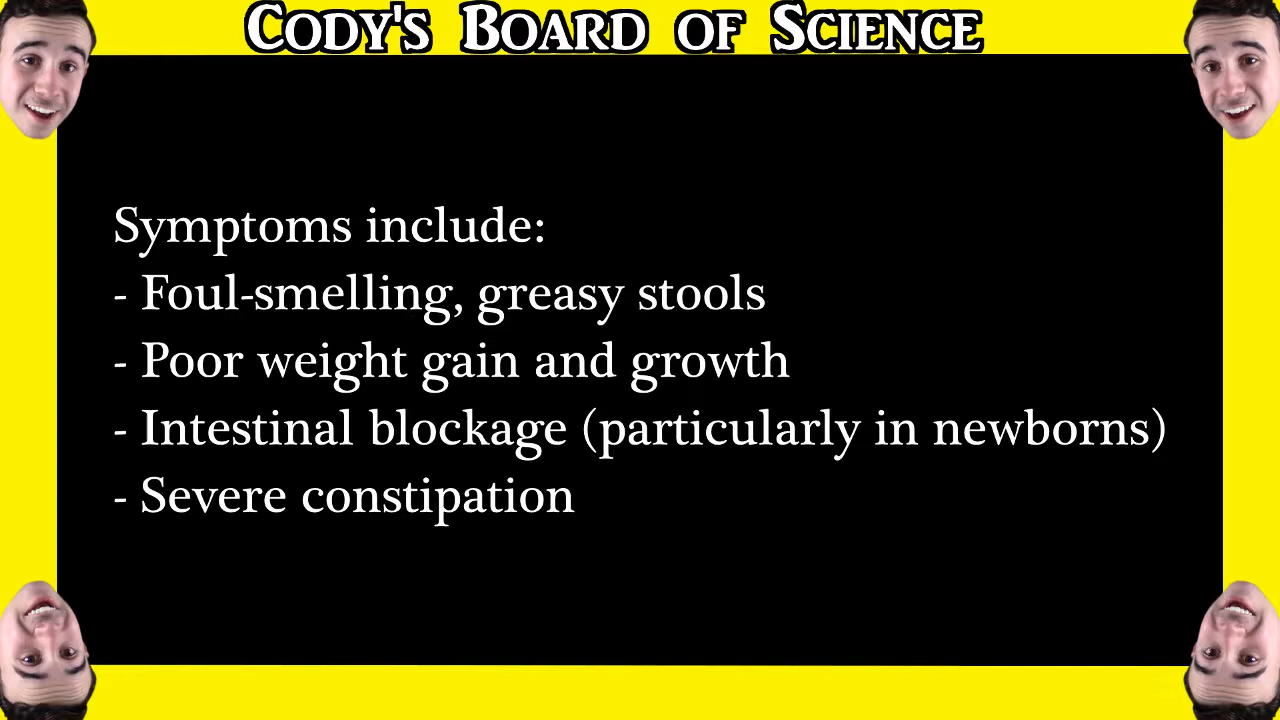 Cody's Board of Science
Symptoms include:
- Foul-smelling, greasy stools
- Poor weight gain and growth
- Intestinal blockage (particularly in newborns)
- Severe constipation